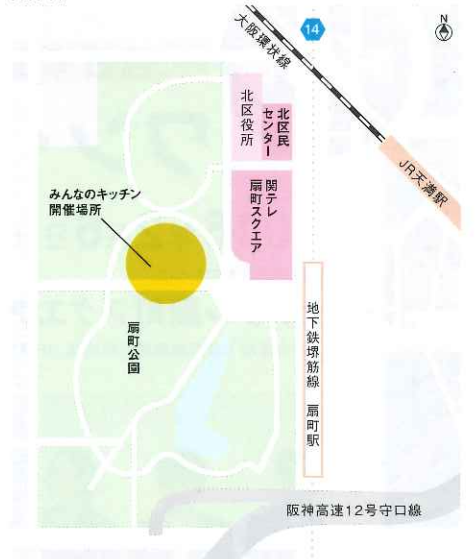 N
14
大阪環状線
北区役所
北区民
センター
JR天満駅
関テレ
扇町スクエア
みんなのキッチン
開催場所
扇町公園
地下鉄堺筋線 扇町駅
阪神高速12号守口線